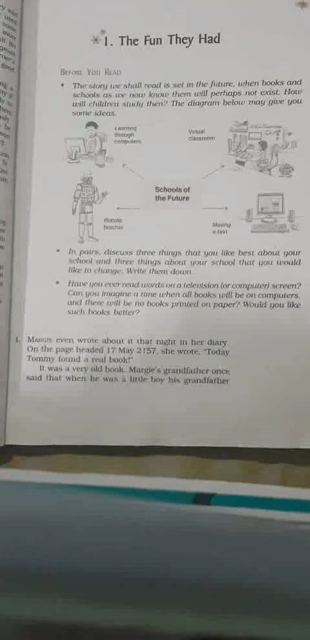 1. The Fun They Had
BEFORE YOU READ
• The story we shall read is set in the future, when books and
schools as we now know them will perhaps not exist. How
will children study then? The diagram below may give you
some ideas.
Learning
through
computers
Virtual
classroom
Schools of
the Future
Robotic
teacher
Moving
e-text
• In pairs, discuss three things that you like best about your
school and three things about your school that you would
like to change. Write them down.
• Have you ever read words on a television (or computer) screen?
Can you imagine a time when all books will be on computers,
and there will be no books printed on paper? Would you like
such books better?
1. MARGIE even wrote about it that night in her diary.
On the page headed 17 May 2157, she wrote, "Today
Tommy found a real book!"
It was a very old book. Margie's grandfather once
said that when he was a little boy his grandfather